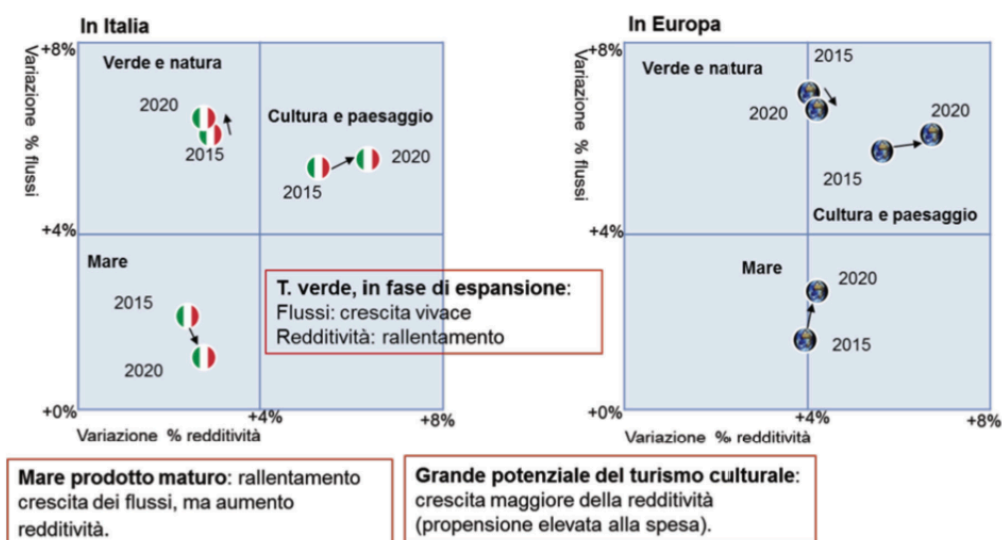 In Italia
+8%
Variazione % flussi
Verde e natura
2020
2015
Cultura e paesaggio
2020
2015
+4%
Mare
2015
2020
+0%
+4%
+8%
Variazione % redditività
In Europa
+8%
Variazione % flussi
Verde e natura
2015
2020
2020
2015
Cultura e paesaggio
+4%
Mare
2020
2015
+0%
+4%
+8%
Variazione % redditività
T. verde, in fase di espansione:
Flussi: crescita vivace
Redditività: rallentamento
Mare prodotto maturo: rallentamento
crescita dei flussi, ma aumento
redditività.
Grande potenziale del turismo culturale:
crescita maggiore della redditività
(propensione elevata alla spesa).